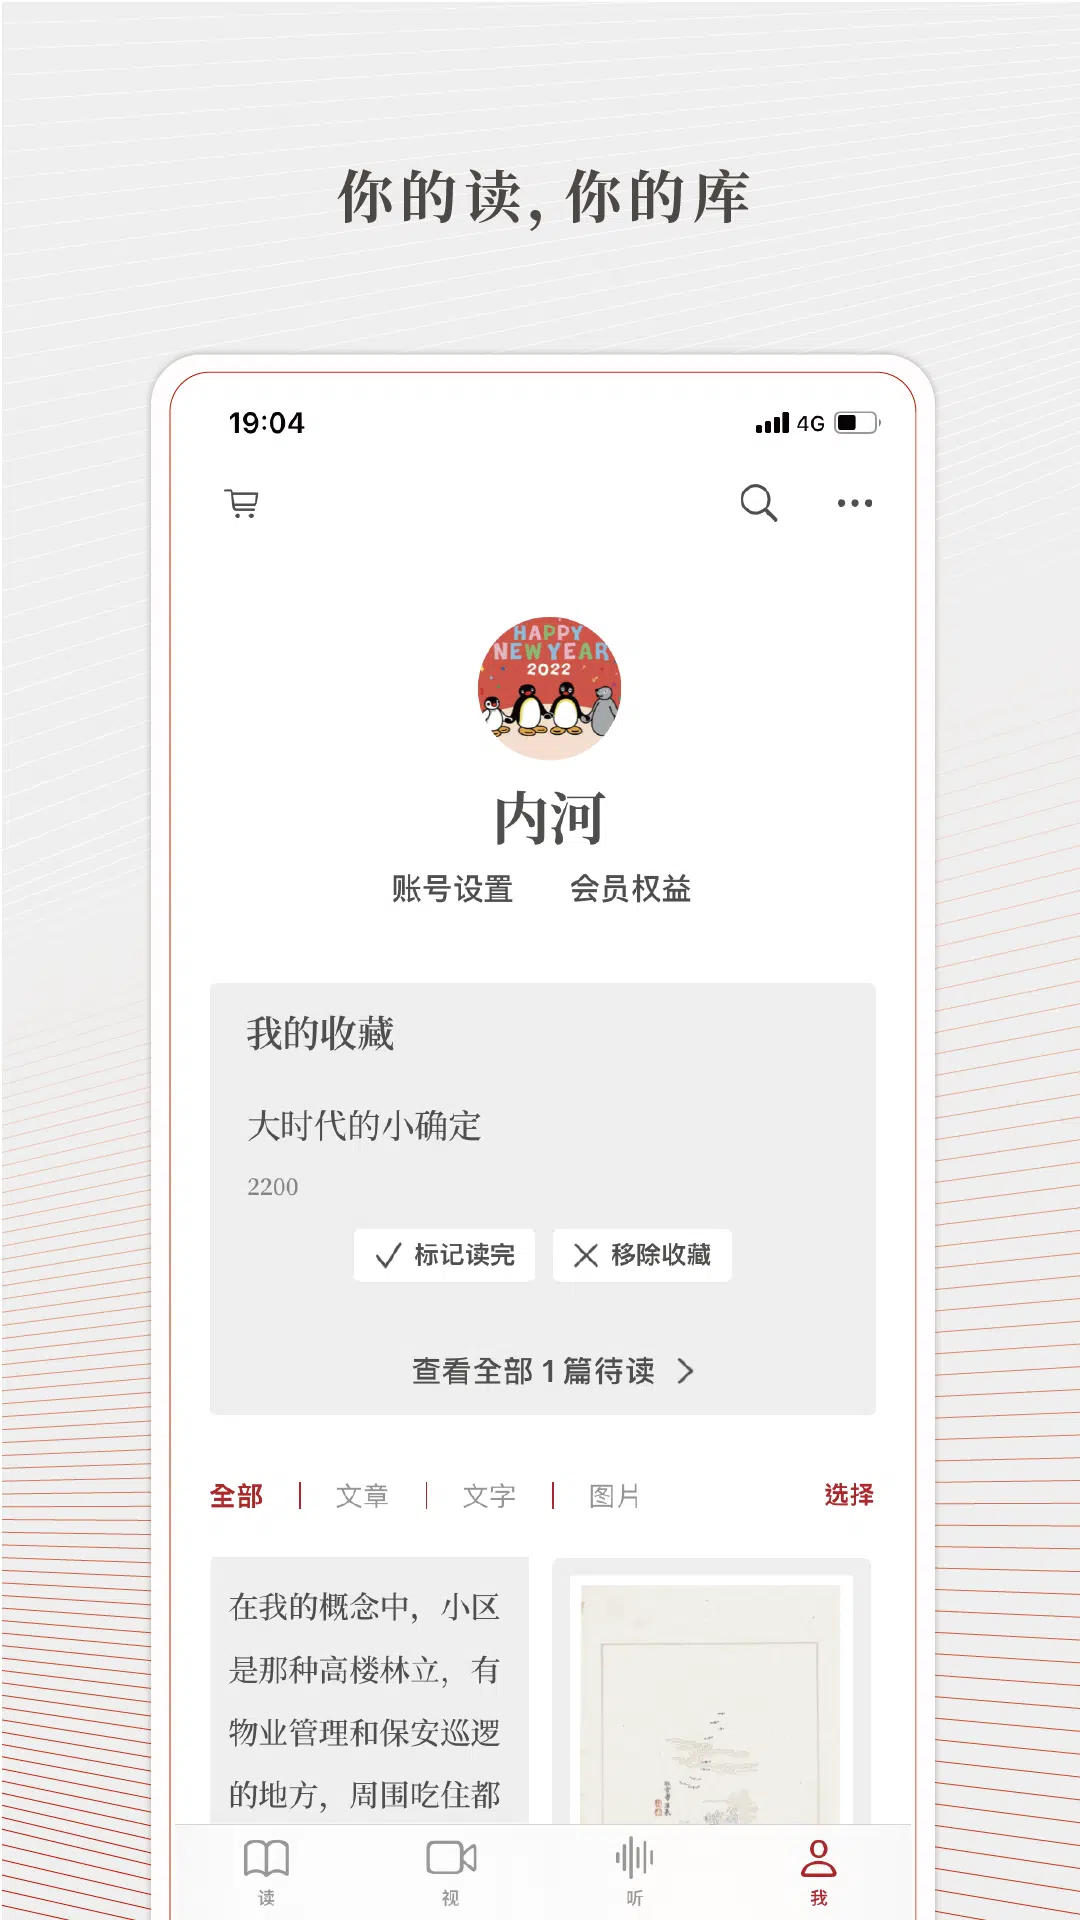 你的读, 你的库
19:04
4G
HAPPY
NEW YEAR
2022
内河
账号设置 会员权益
我的收藏
大时代的小确定
2200
标记读完 移除收藏
查看全部 1 篇待读
全部 文章 文字 图片 选择
在我的概念中，小区
是那种高楼林立，有
物业管理和保安巡逻
的地方，周围吃住都
读 视 听 我